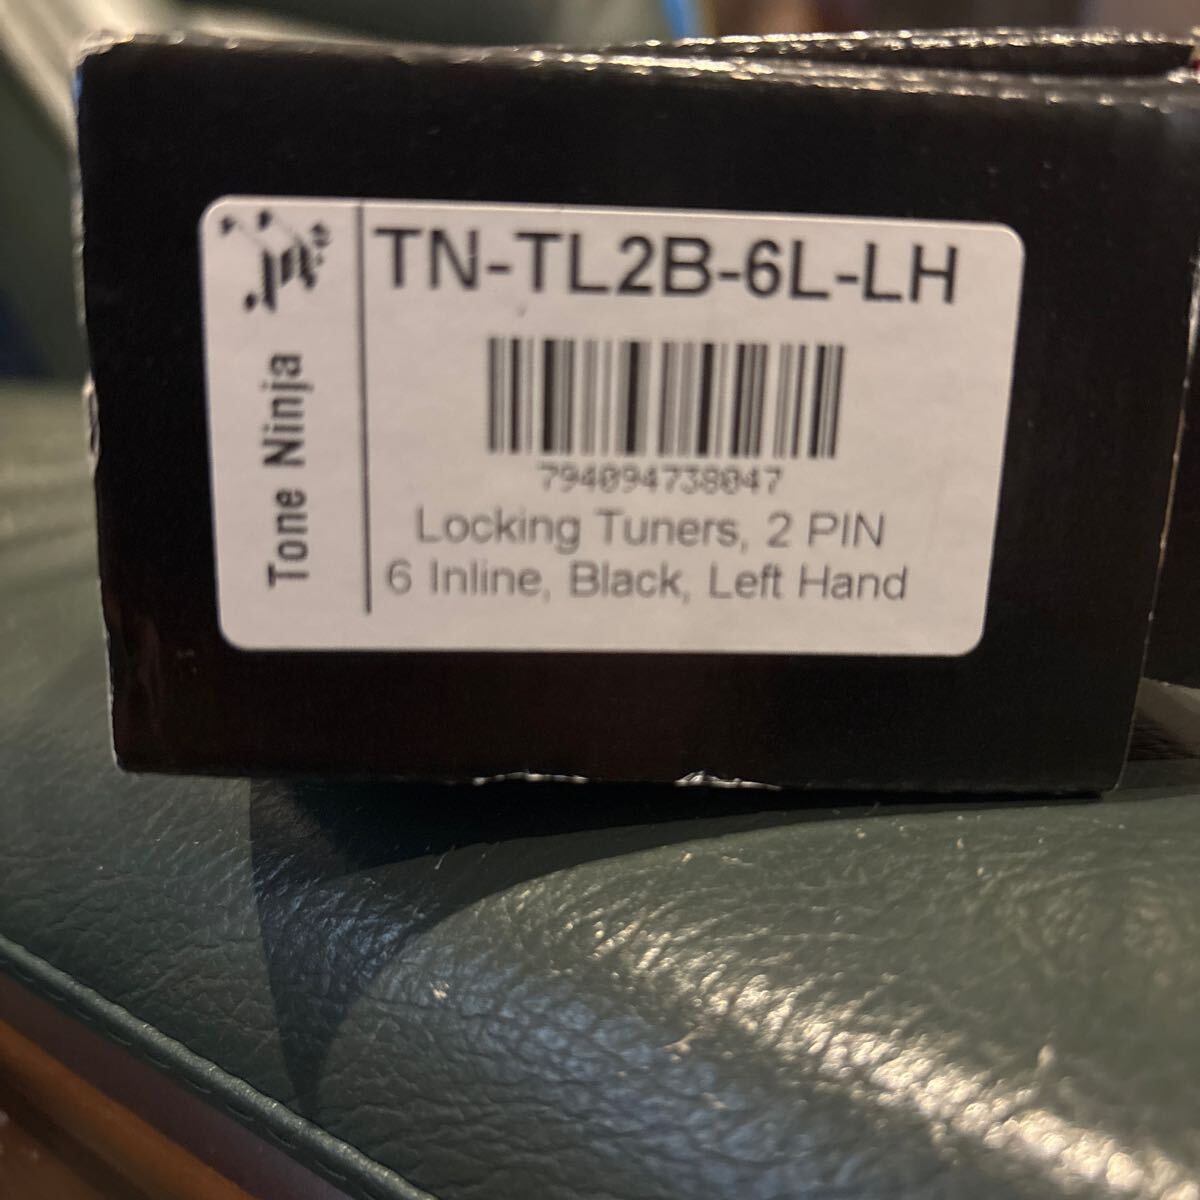 Tone Ninja
TN-TL2B-6L-LH
794094738047
Locking Tuners, 2 PIN
6 Inline, Black, Left Hand